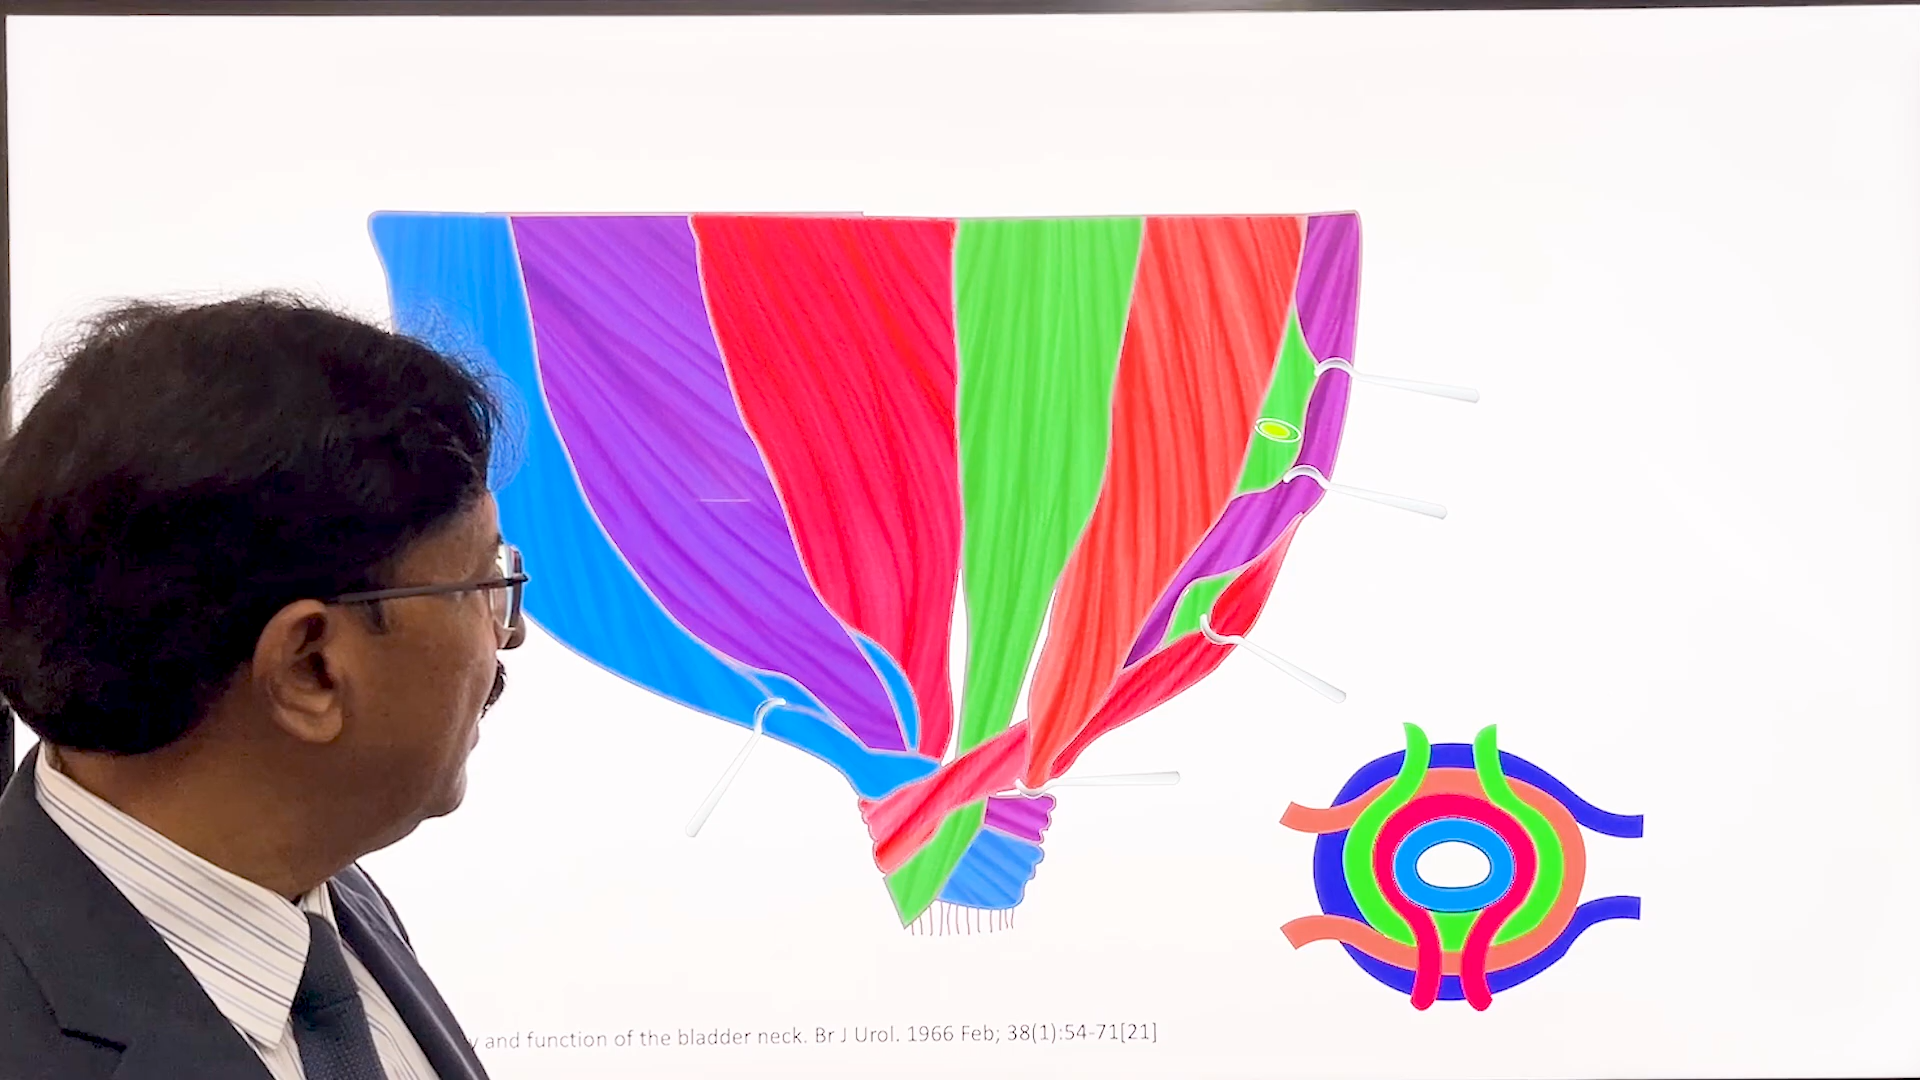 and function of the bladder neck. Br J Urol. 1966 Feb; 38(1):54-71[21]